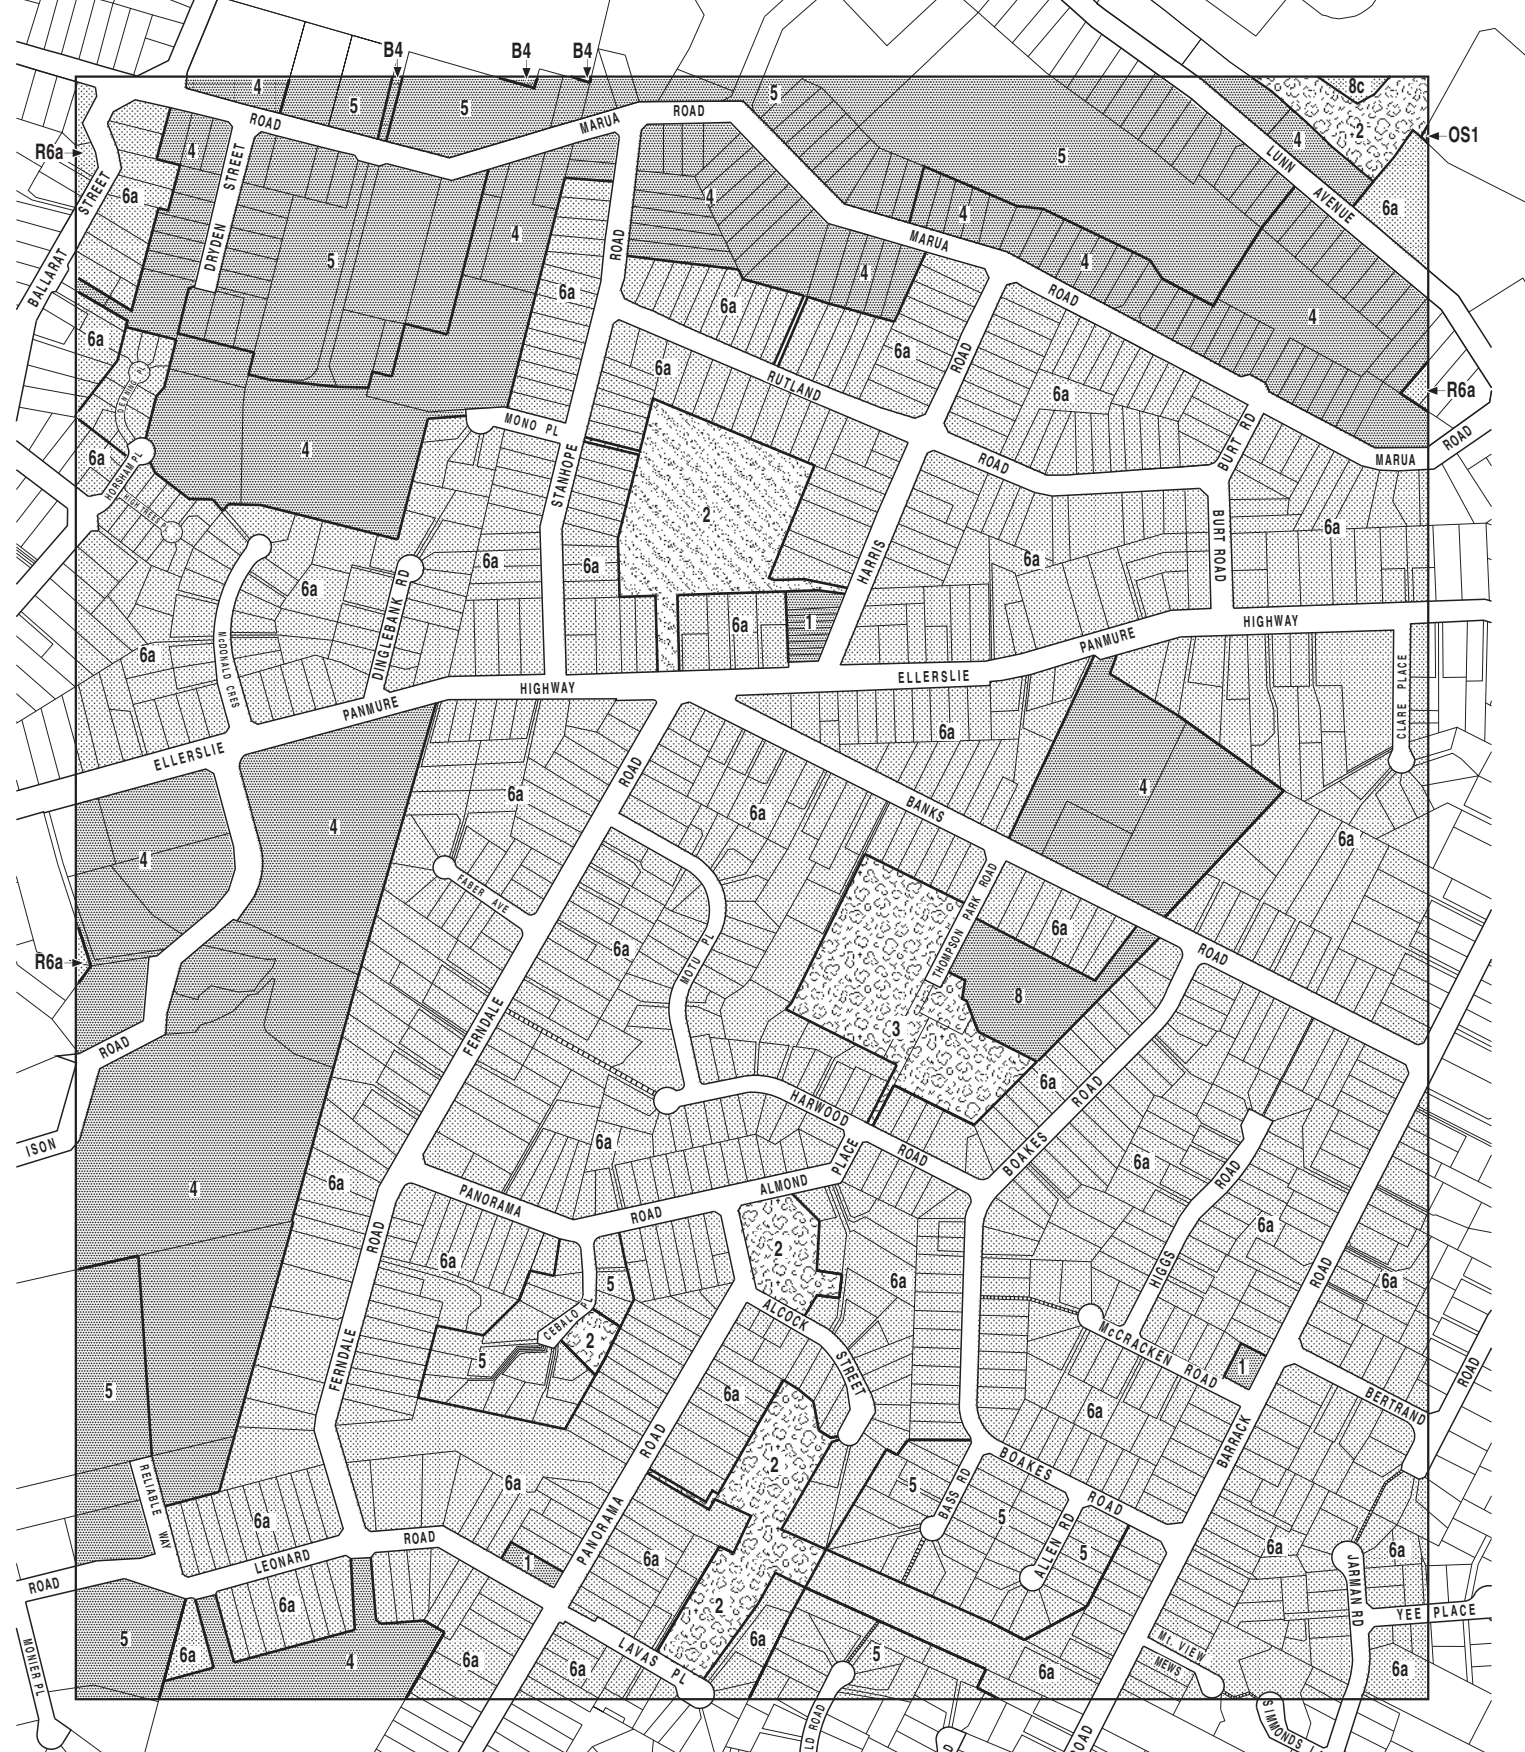 B4
B4
B4
4
5
5
5
8c
2
OS1
ROAD
MARUA
ROAD
4
5
LUNN
AVENUE
R6a
4
STREET
DRYDEN
6a
STREET
BALLARAT
5
4
ROAD
4
4
MARUA
6a
6a
4
4
ROAD
4
6a
6a
6a
6a
RUTLAND
ROAD
6a
R6a
MONO PL
STANHOPE
ROAD
BURT RD
MARUA
ROAD
6a
HORSHAM PL
4
2
6a
BURT ROAD
HARRIS
6a
6a
6a
6a
DINGLEBANK RD
McDONALD CRES
6a
6a
1
HIGHWAY
PANMURE
ELLERSLIE
HIGHWAY
PANMURE
ELLERSLIE
CLARE PLACE
6a
4
ROAD
6a
6a
BANKS
4
4
6a
FABER AVE
THOMPSON PARK ROAD
6a
6a
MOTU PL
ROAD
R6a
8
3
FERNDALE
ROAD
6a
BOAKES ROAD
HARWOOD
ROAD
ISON
6a
PLACE
6a
ROAD
4
6a
PANORAMA
ROAD
ALMOND
ROAD
6a
2
6a
5
HIGGS
ROAD
6a
6a
CEBALO PL
ALCOCK
STREET
2
5
McCRACKEN ROAD
1
FERNDALE
5
6a
6a
BERTRAND
ROAD
ROAD
BARRACK
RELIABLE WAY
6a
2
5
BOAKES
ROAD
BASS RD
5
6a
PANORAMA
ALLEN RD
5
LEONARD
ROAD
ROAD
1
6a
6a
6a
JARMAN RD
6a
2
YEE PLACE
5
6a
4
6a
6a
LAVAS PL
6a
5
6a
Mt. VIEW
MEWS
6a
MONIER PL
LD ROAD
D
OAD
SIMMONDS